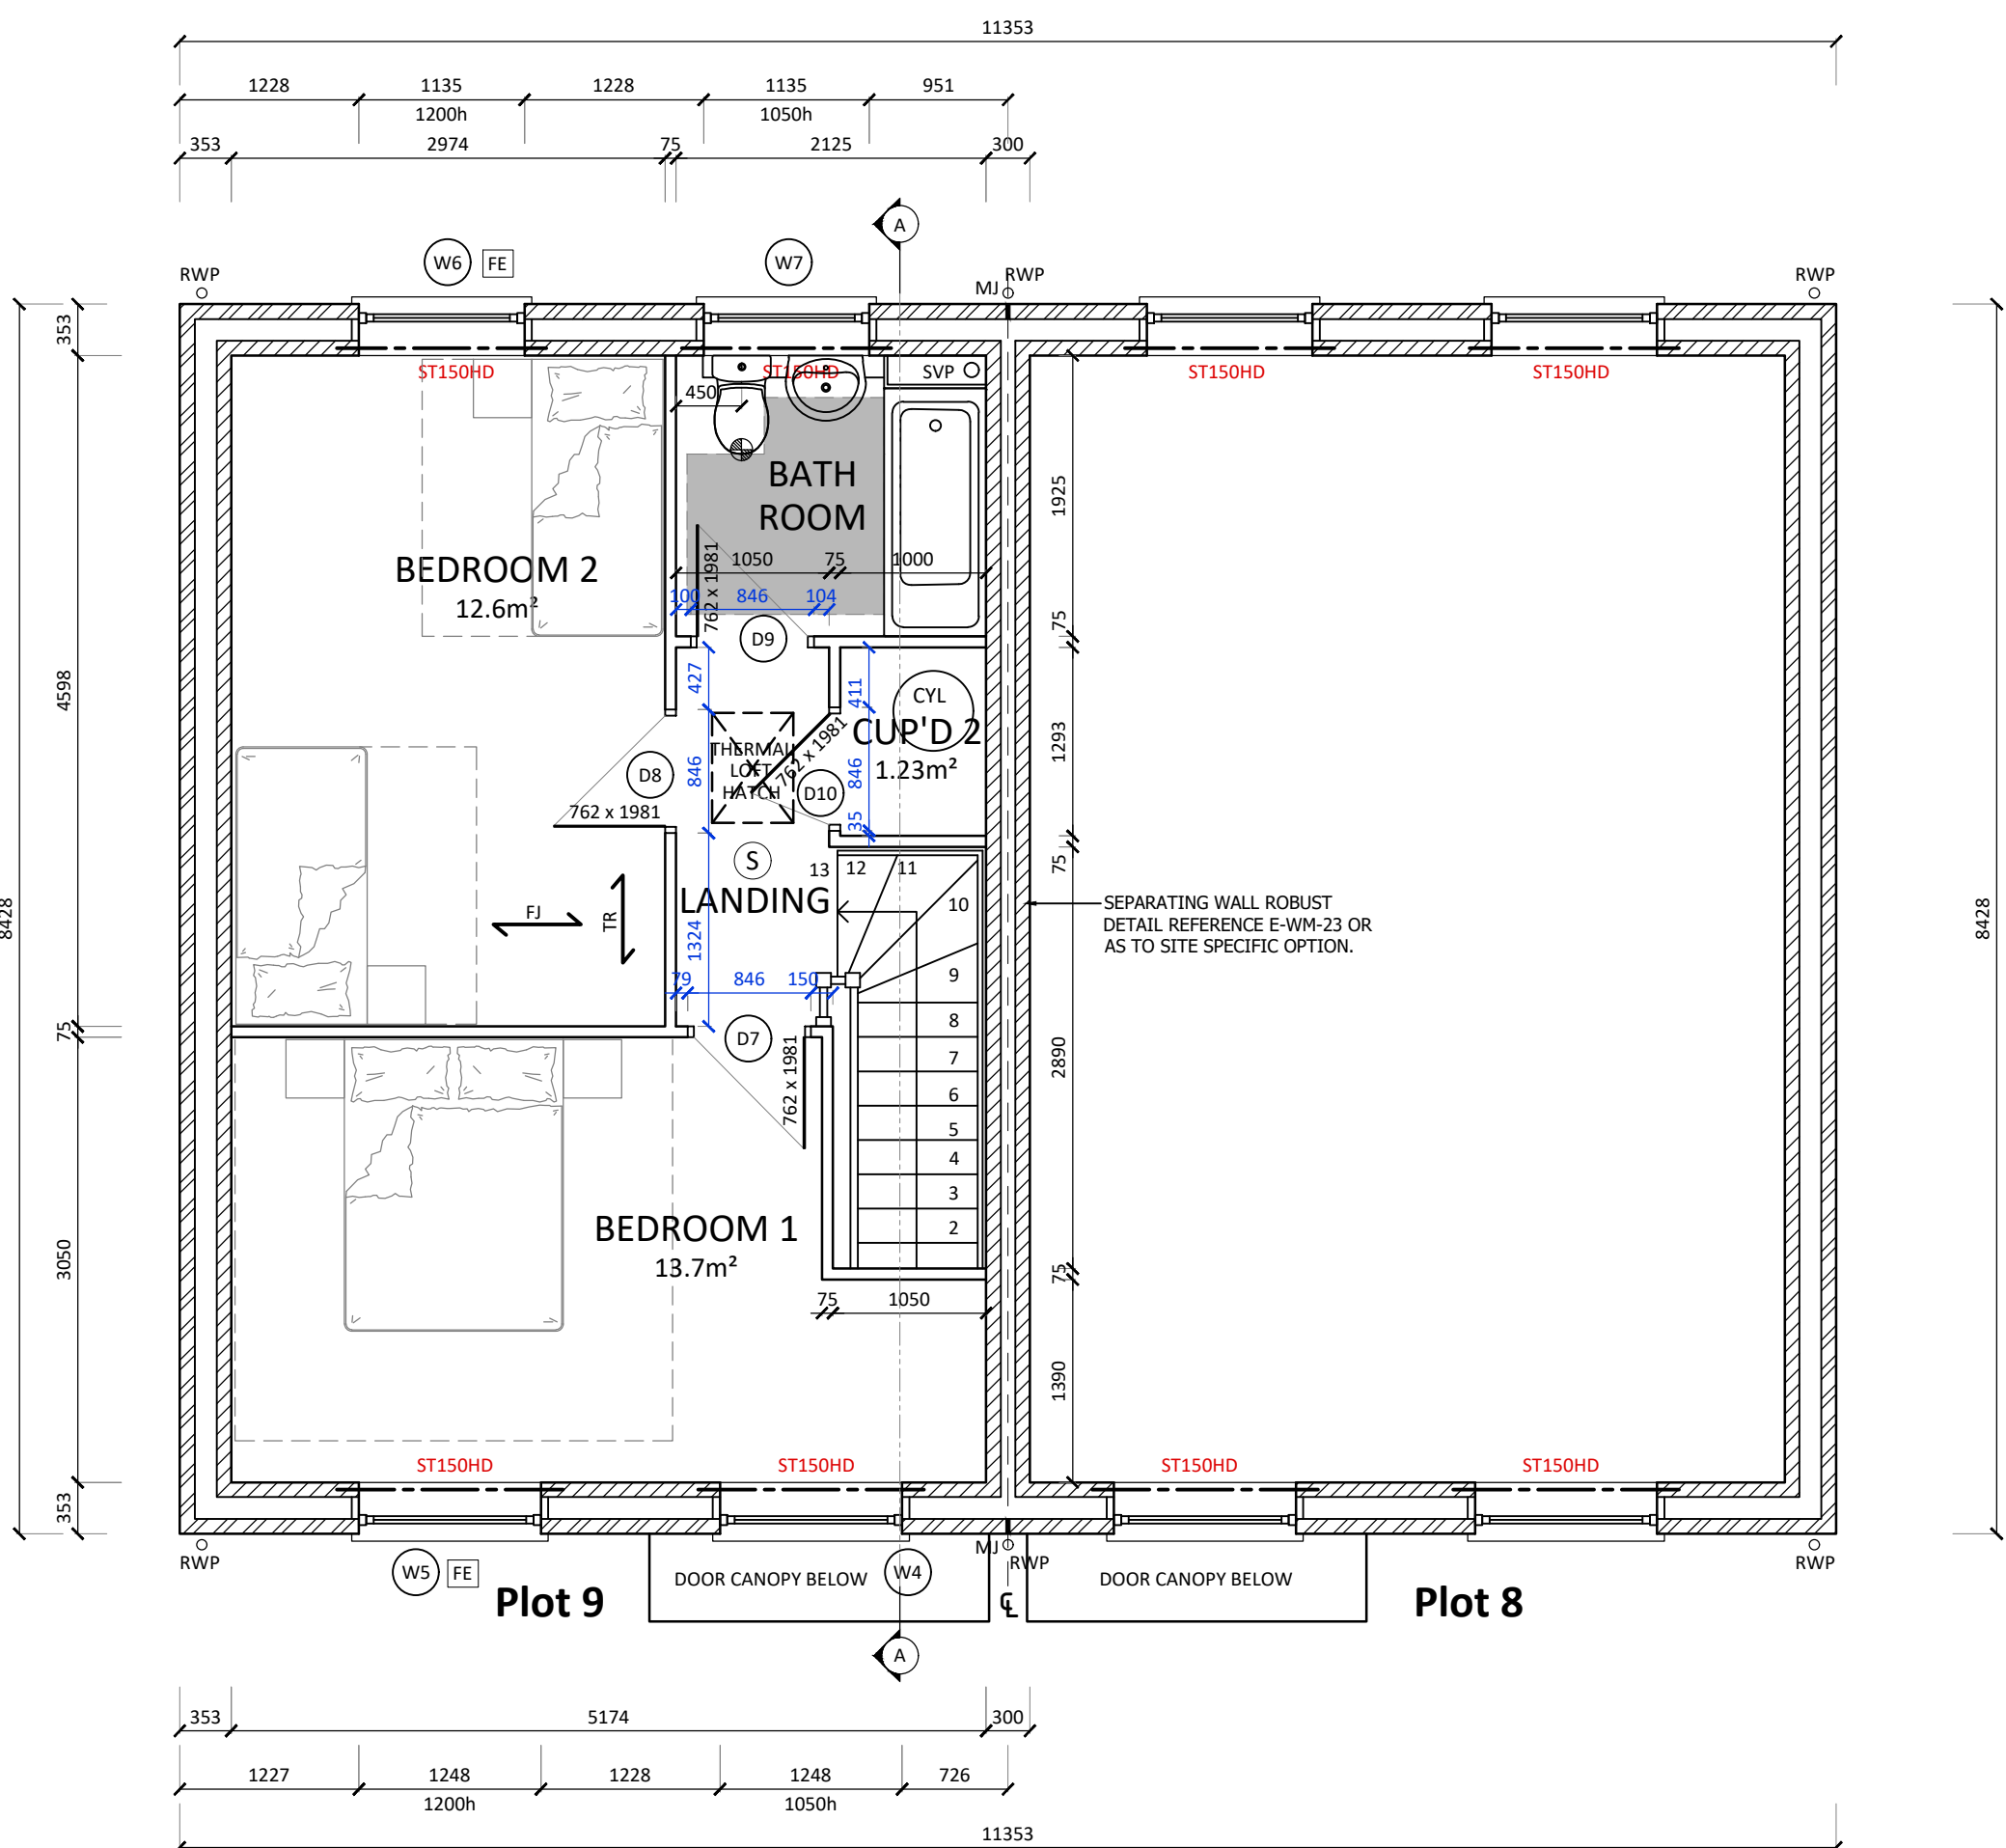 11353
1228 1135 1228 1135 951
1200h 1050h
353 2974 75 2125 300
A
W6 FE W7
RWP MJ RWP RWP
353
ST150HD ST150HD SVP ST150HD ST150HD
450
BATH
ROOM
1925
762 x 1981
1050 75 1000
BEDROOM 2
12.6m²
100 846 104
75
D9
4598
427
411
CYL
CUP'D 2
1.23m²
762 x 1981
THERMAL
LOFT
HATCH
1293
D8
846
846
D10
762 x 1981
35
S
13 12 11
75
LANDING
10
FJ
TR
1324
SEPARATING WALL ROBUST
DETAIL REFERENCE E-WM-23 OR
AS TO SITE SPECIFIC OPTION.
8428
8428
79 846 150
9
8
75
D7
7
2890
762 x 1981
6
5
4
3
2
BEDROOM 1
13.7m²
3050
75
75 1050
1390
ST150HD ST150HD ST150HD ST150HD
353
RWP MJ RWP RWP
W5 FE
DOOR CANOPY BELOW W4 DOOR CANOPY BELOW
Plot 9 ℄ Plot 8
A
353 5174 300
1227 1248 1228 1248 726
1200h 1050h
11353